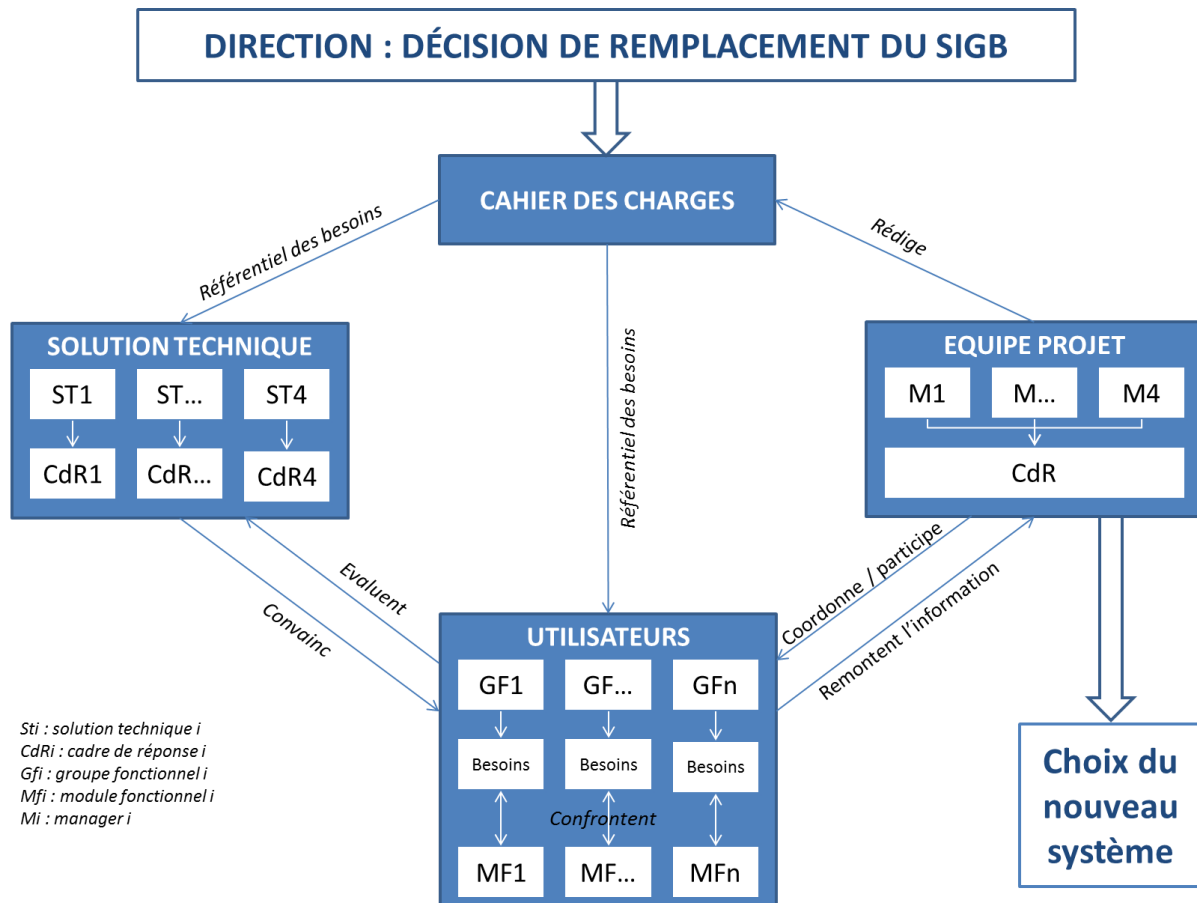 DIRECTION : DÉCISION DE REMPLACEMENT DU SIGB
CAHIER DES CHARGES
Référentiel des besoins
Rédige
SOLUTION TECHNIQUE
ST1 ST... ST4
CdR1 CdR... CdR4
Référentiel des besoins
EQUIPE PROJET
M1 M... M4
CdR
Evaluent
Convainc
Coordonne / participe
Remontent l'information
UTILISATEURS
GF1 GF... GFn
Besoins Besoins Besoins
Confrontent
MF1 MF... MFn
Sti : solution technique i
CdRi : cadre de réponse i
Gfi : groupe fonctionnel i
Mfi : module fonctionnel i
Mi : manager i
Choix du
nouveau
système